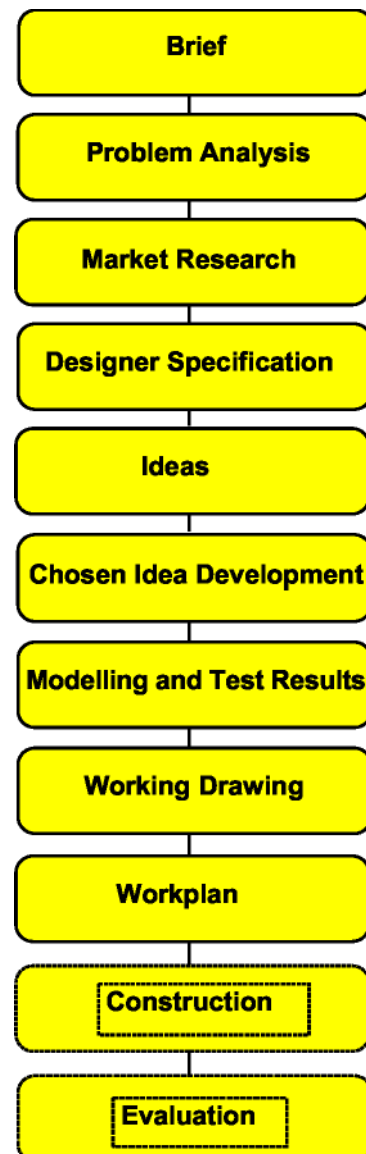 Brief
Problem Analysis
Market Research
Designer Specification
Ideas
Chosen Idea Development
Modelling and Test Results
Working Drawing
Workplan
Construction
Evaluation